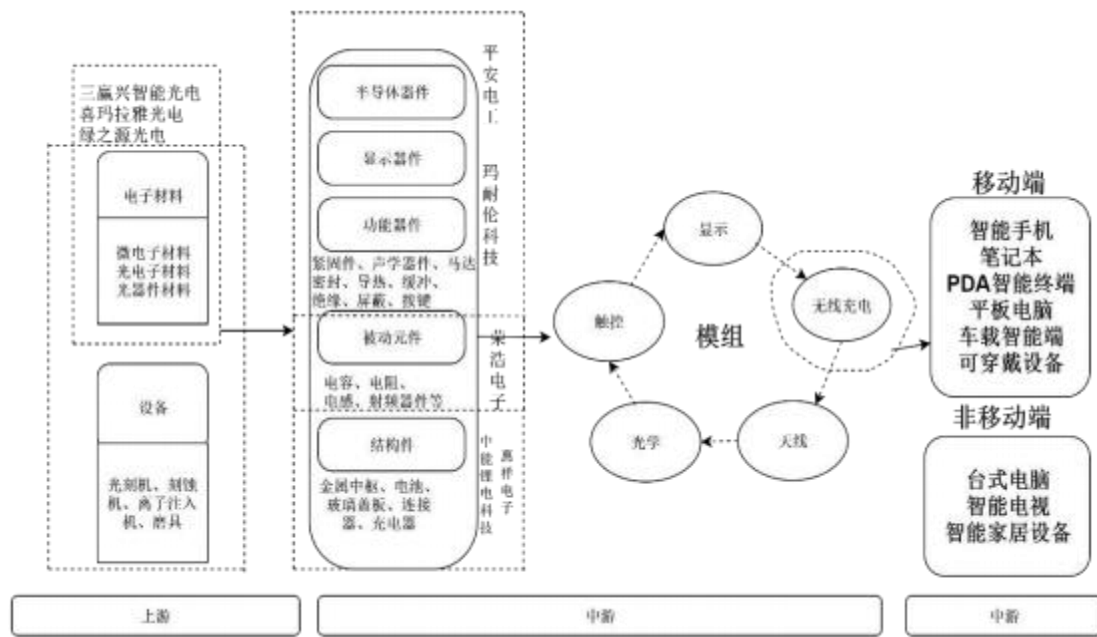 三赢兴智能光电
喜玛拉雅光电
绿之源光电
电子材料
微电子材料
光电子材料
光器件材料
设备
光刻机、刻蚀
机、离子注入
机、磨具
平安电工
玛耐伦科技
荣浩电子
中能锂电科技
惠祥电子
半导体器件
显示器件
功能器件
紧固件、声学器件、马达
密封、导热、缓冲、
绝缘、屏蔽、按键
被动元件
电容、电阻、
电感、射频器件等
结构件
金属中枢、电池、
玻璃盖板、连接
器、充电器
显示
触控
无线充电
模组
光学
天线
移动端
智能手机
笔记本
PDA智能终端
平板电脑
车载智能端
可穿戴设备
非移动端
台式电脑
智能电视
智能家居设备
上游
中游
中游